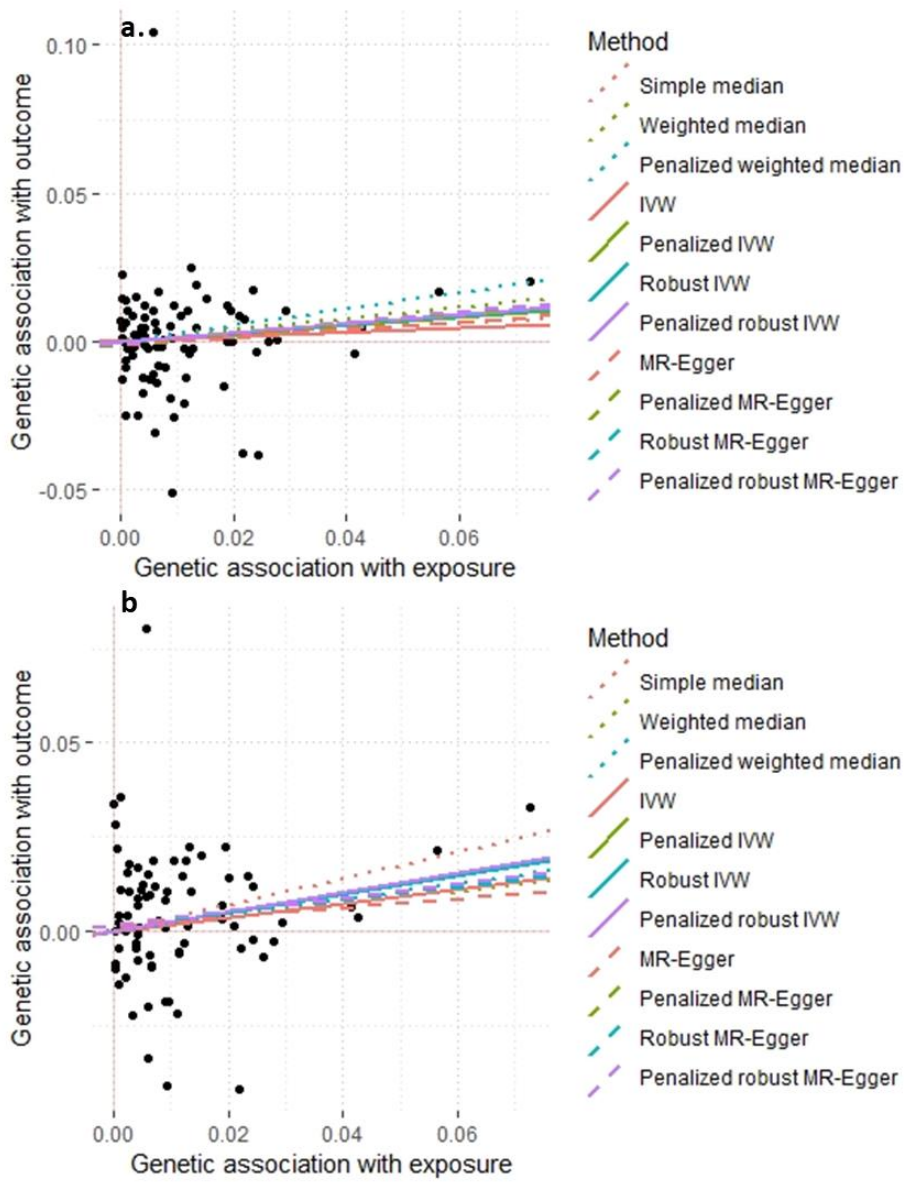 a.
Genetic association with outcome
0.10
0.05
0.00
-0.05
0.00 0.02 0.04 0.06
Genetic association with exposure
Method
Simple median
Weighted median
Penalized weighted median
IVW
Penalized IVW
Robust IVW
Penalized robust IVW
MR-Egger
Penalized MR-Egger
Robust MR-Egger
Penalized robust MR-Egger
b
Genetic association with outcome
0.05
0.00
0.00 0.02 0.04 0.06
Genetic association with exposure
Method
Simple median
Weighted median
Penalized weighted median
IVW
Penalized IVW
Robust IVW
Penalized robust IVW
MR-Egger
Penalized MR-Egger
Robust MR-Egger
Penalized robust MR-Egger